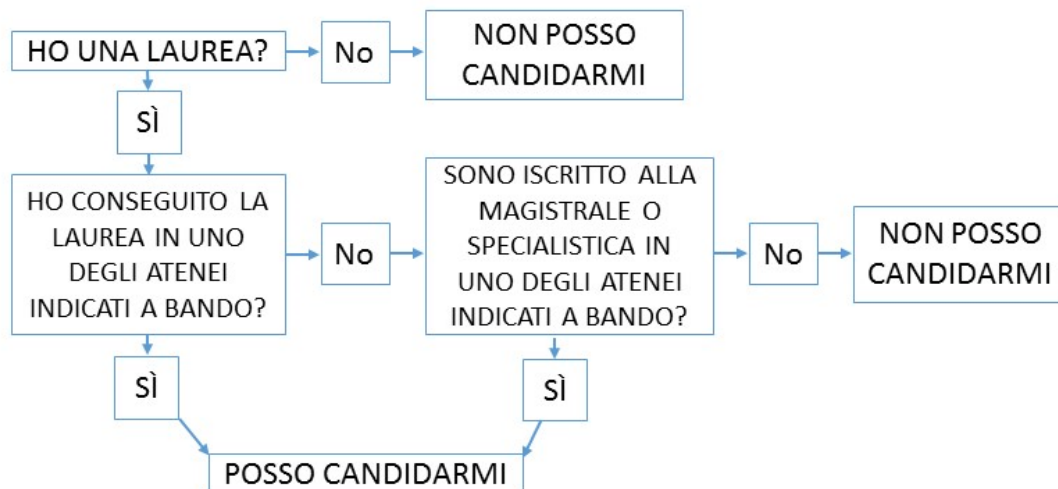 HO UNA LAUREA?
No
NON POSSO
CANDIDARMI
SÌ
HO CONSEGUITO LA
LAUREA IN UNO
DEGLI ATENEI
INDICATI A BANDO?
No
SONO ISCRITTO ALLA
MAGISTRALE O
SPECIALISTICA IN
UNO DEGLI ATENEI
INDICATI A BANDO?
No
NON POSSO
CANDIDARMI
SÌ
SÌ
POSSO CANDIDARMI